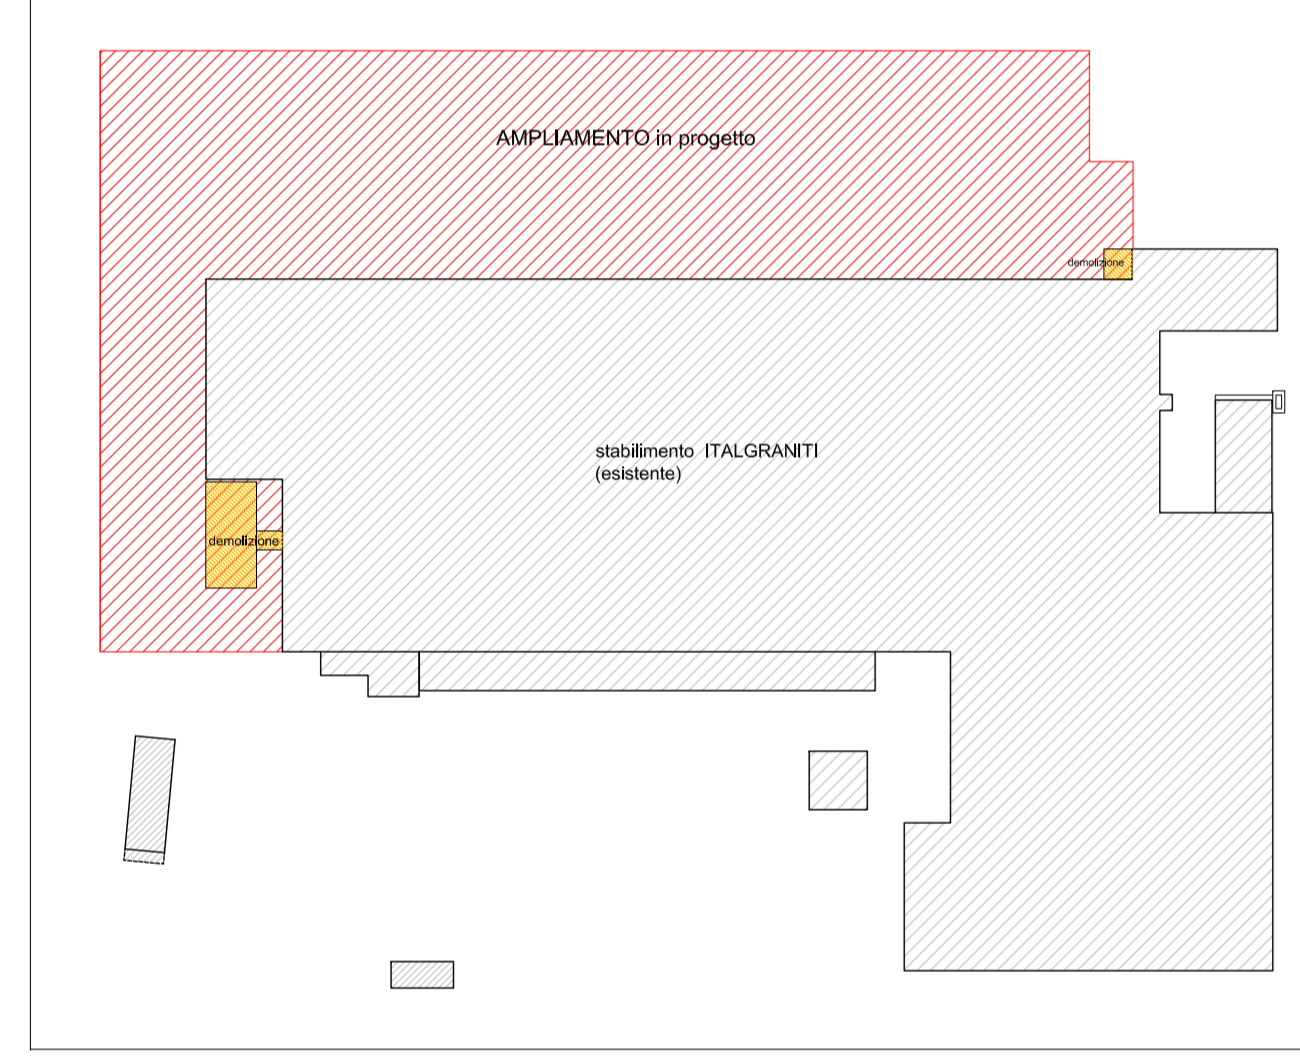 AMPLIAMENTO in progetto
demolizione
stabilimento ITALGRANITI
(esistente)
demolizione